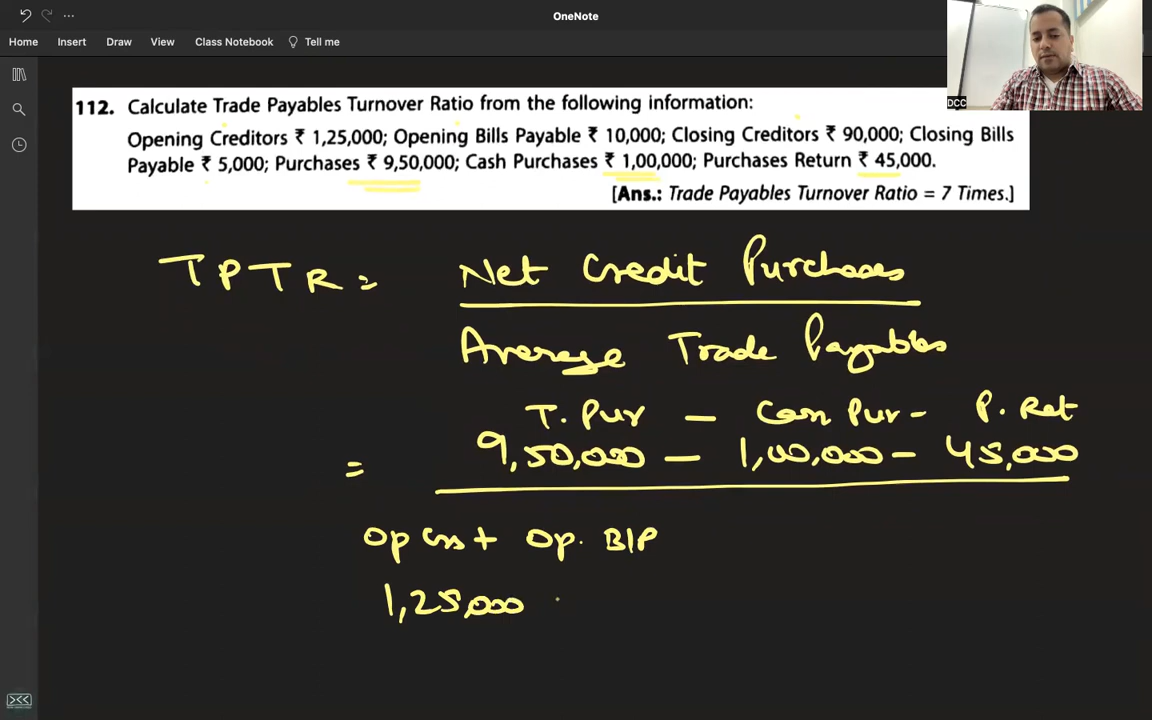 OneNote
Home Insert Draw View Class Notebook Tell me
DCC
112. Calculate Trade Payables Turnover Ratio from the following information:
Opening Creditors ₹ 1,25,000; Opening Bills Payable ₹ 10,000; Closing Creditors ₹ 90,000; Closing Bills
Payable ₹ 5,000; Purchases ₹ 9,50,000; Cash Purchases ₹ 1,00,000; Purchases Return ₹ 45,000.
[Ans.: Trade Payables Turnover Ratio = 7 Times.]
TPTR = Net Credit Purchases
Average Trade Payables
T. Pur — Cash Pur - P. Ret
= 9,50,000 — 1,00,000 - 45,000
Op Crs + Op. B/P
1,25,000